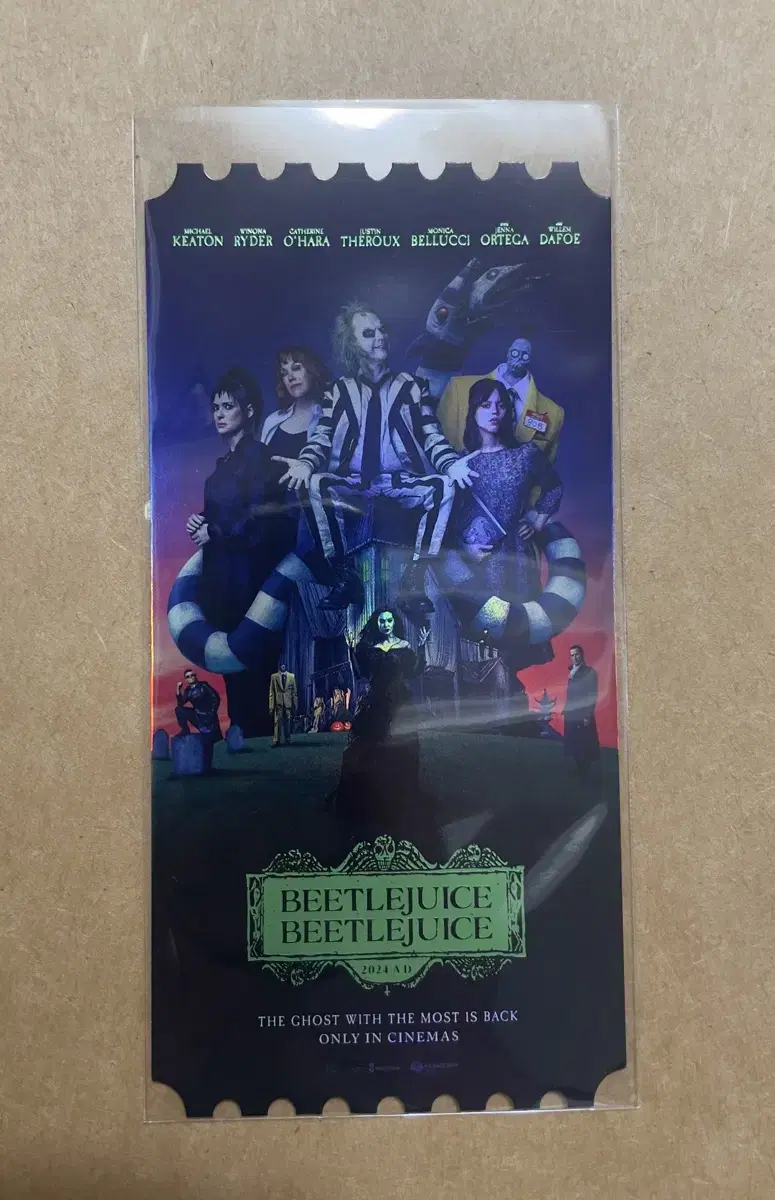 MICHAEL KEATON WINONA RYDER CATHERINE O'HARA JUSTIN THEROUX MONICA BELLUCCI JENNA ORTEGA WILLEM DAFOE
BEETLEJUICE
BEETLEJUICE
2024 AD
THE GHOST WITH THE MOST IS BACK
ONLY IN CINEMAS